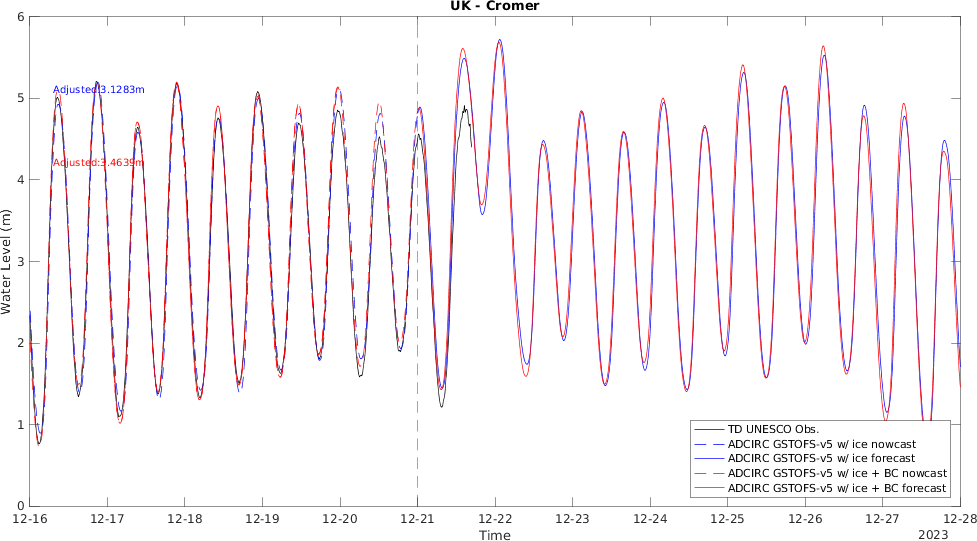 UK - Cromer
6
5
4
3
2
1
0
Water Level (m)
Adjusted:3.1283m
Adjusted:3.4639m
TD UNESCO Obs.
ADCIRC GSTOFS-v5 w/ ice nowcast
ADCIRC GSTOFS-v5 w/ ice forecast
ADCIRC GSTOFS-v5 w/ ice + BC nowcast
ADCIRC GSTOFS-v5 w/ ice + BC forecast
12-16 12-17 12-18 12-19 12-20 12-21 12-22 12-23 12-24 12-25 12-26 12-27 12-28
Time
2023